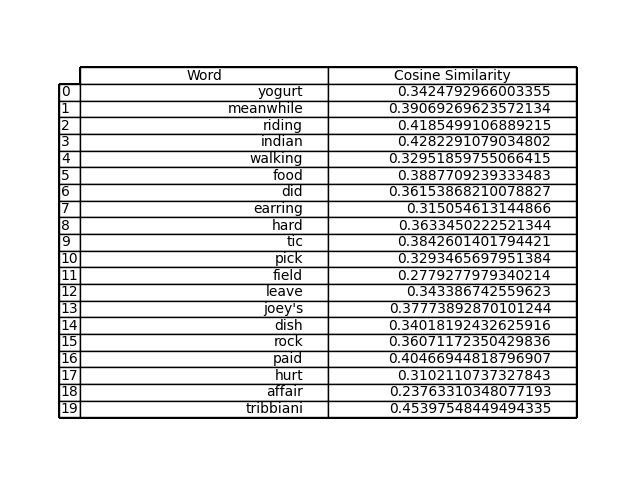 Word Cosine Similarity
0 yogurt 0.3424792966003355
1 meanwhile 0.39069269623572134
2 riding 0.4185499106889215
3 indian 0.4282291079034802
4 walking 0.32951859755066415
5 food 0.3887709239333483
6 did 0.36153868210078827
7 earring 0.315054613144866
8 hard 0.3633450222521344
9 tic 0.3842601401794421
10 pick 0.3293465697951384
11 field 0.2779277979340214
12 leave 0.343386742559623
13 joey's 0.37773892870101244
14 dish 0.34018192432625916
15 rock 0.36071172350429836
16 paid 0.40466944818796907
17 hurt 0.3102110737327843
18 affair 0.23763310348077193
19 tribbiani 0.45397548449494335